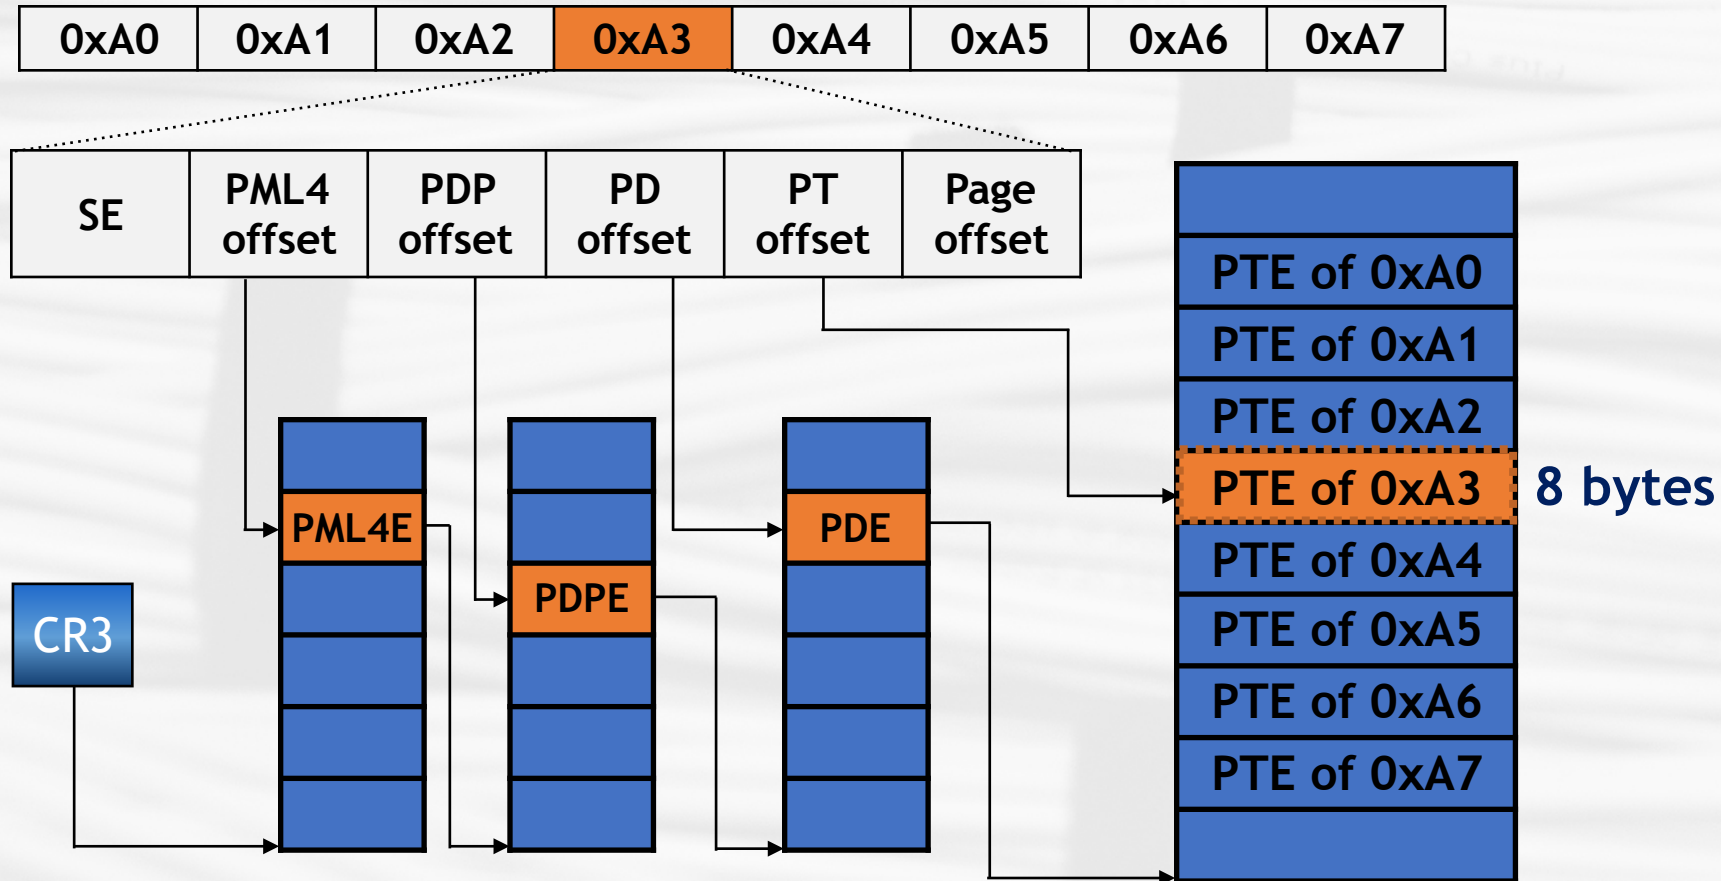 0xA0 0xA1 0xA2 0xA3 0xA4 0xA5 0xA6 0xA7
SE
PML4
offset
PDP
offset
PD
offset
PT
offset
Page
offset
PTE of 0xA0
PTE of 0xA1
PTE of 0xA2
PTE of 0xA3
8 bytes
PTE of 0xA4
PTE of 0xA5
PTE of 0xA6
PTE of 0xA7
PML4E
PDPE
PDE
CR3